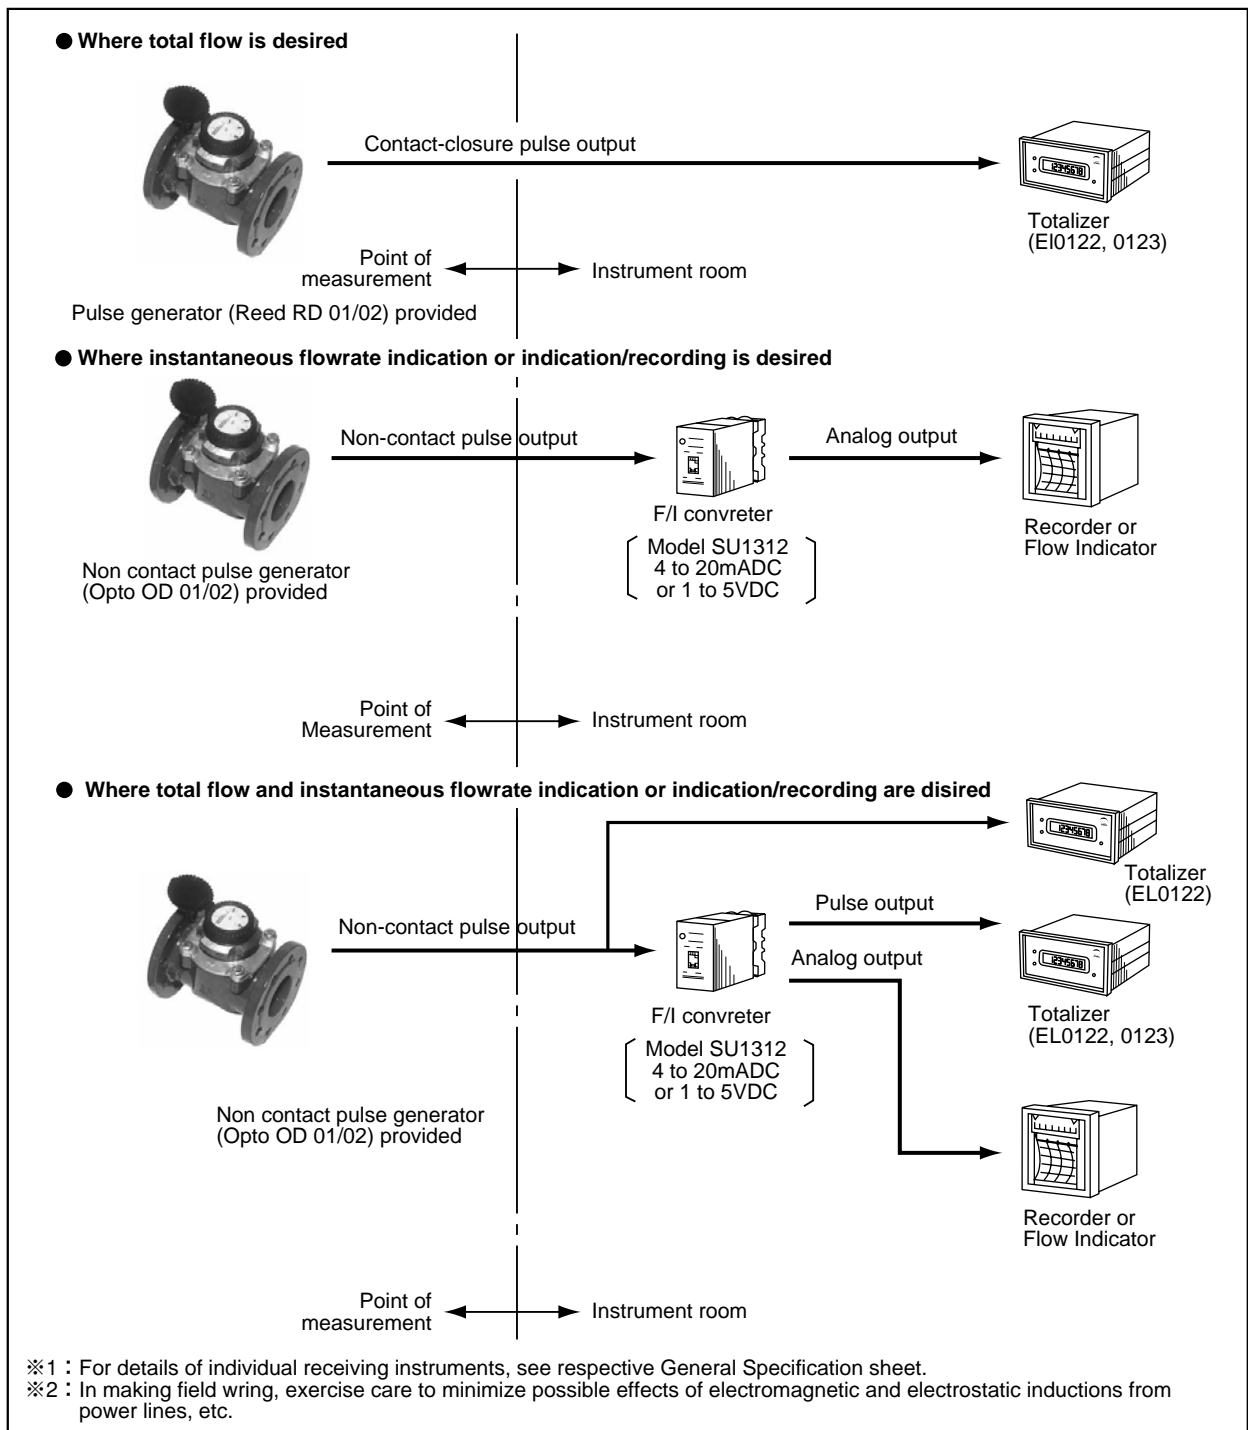 ● Where total flow is desired
Contact-closure pulse output
12345678
Totalizer
(EI0122, 0123)
Point of
measurement
Instrument room
Pulse generator (Reed RD 01/02) provided
● Where instantaneous flowrate indication or indication/recording is desired
Non-contact pulse output
Analog output
F/I convreter
Model SU1312
4 to 20mADC
or 1 to 5VDC
Recorder or
Flow Indicator
Non contact pulse generator
(Opto OD 01/02) provided
Point of
Measurement
Instrument room
● Where total flow and instantaneous flowrate indication or indication/recording are disired
12345678
Totalizer
(EL0122)
Non-contact pulse output
Pulse output
Analog output
12345678
Totalizer
(EL0122, 0123)
F/I convreter
Model SU1312
4 to 20mADC
or 1 to 5VDC
Non contact pulse generator
(Opto OD 01/02) provided
Recorder or
Flow Indicator
Point of
measurement
Instrument room
※1：For details of individual receiving instruments, see respective General Specification sheet.
※2：In making field wring, exercise care to minimize possible effects of electromagnetic and electrostatic inductions from
power lines, etc.